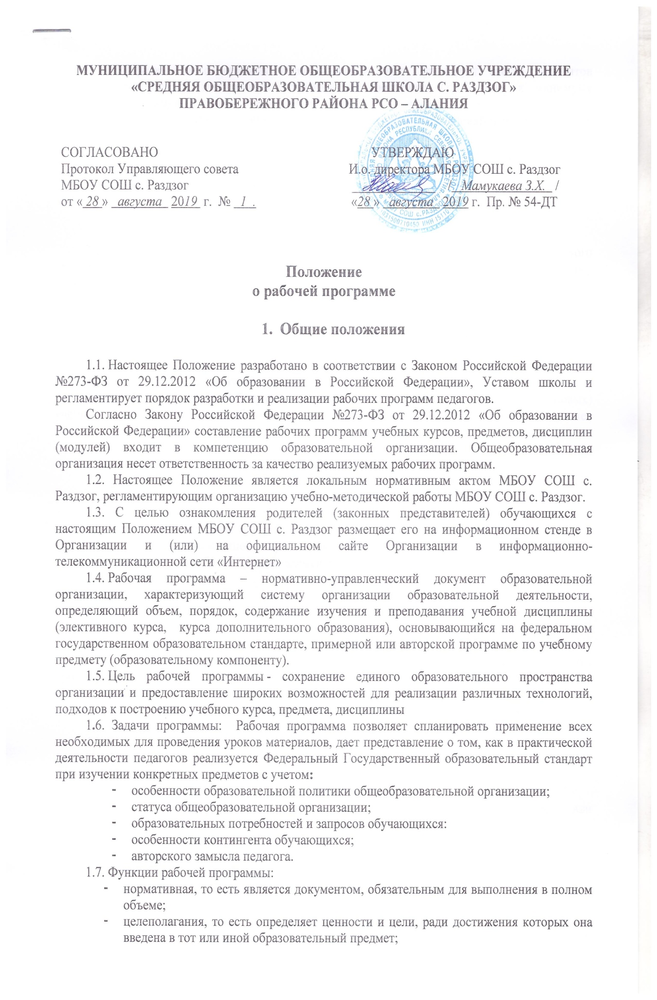 МУНИЦИПАЛЬНОЕ БЮДЖЕТНОЕ ОБЩЕОБРАЗОВАТЕЛЬНОЕ УЧРЕЖДЕНИЕ
«СРЕДНЯЯ ОБЩЕОБРАЗОВАТЕЛЬНАЯ ШКОЛА С. РАЗДЗОГ»
ПРАВОБЕРЕЖНОГО РАЙОНА РСО – АЛАНИЯ
СОГЛАСОВАНО
Протокол Управляющего совета
МБОУ СОШ с. Раздзог
от « 28 » августа 2019 г. № 1 .
УТВЕРЖДАЮ
И.о. директора МБОУ СОШ с. Раздзог
/ Мамукаева З.Х. /
«28 » августа 2019 г. Пр. № 54-ДТ
Положение
о рабочей программе
1. Общие положения
1.1. Настоящее Положение разработано в соответствии с Законом Российской Федерации
№273-ФЗ от 29.12.2012 «Об образовании в Российской Федерации», Уставом школы и
регламентирует порядок разработки и реализации рабочих программ педагогов.
Согласно Закону Российской Федерации №273-ФЗ от 29.12.2012 «Об образовании в
Российской Федерации» составление рабочих программ учебных курсов, предметов, дисциплин
(модулей) входит в компетенцию образовательной организации. Общеобразовательная
организация несет ответственность за качество реализуемых рабочих программ.
1.2. Настоящее Положение является локальным нормативным актом МБОУ СОШ с.
Раздзог, регламентирующим организацию учебно-методической работы МБОУ СОШ с. Раздзог.
1.3. С целью ознакомления родителей (законных представителей) обучающихся с
настоящим Положением МБОУ СОШ с. Раздзог размещает его на информационном стенде в
Организации и (или) на официальном сайте Организации в информационно-
телекоммуникационной сети «Интернет»
1.4. Рабочая программа – нормативно-управленческий документ образовательной
организации, характеризующий систему организации образовательной деятельности,
определяющий объем, порядок, содержание изучения и преподавания учебной дисциплины
(элективного курса, курса дополнительного образования), основывающийся на федеральном
государственном образовательном стандарте, примерной или авторской программе по учебному
предмету (образовательному компоненту).
1.5. Цель рабочей программы - сохранение единого образовательного пространства
организации и предоставление широких возможностей для реализации различных технологий,
подходов к построению учебного курса, предмета, дисциплины
1.6. Задачи программы: Рабочая программа позволяет спланировать применение всех
необходимых для проведения уроков материалов, дает представление о том, как в практической
деятельности педагогов реализуется Федеральный Государственный образовательный стандарт
при изучении конкретных предметов с учетом:
- особенности образовательной политики общеобразовательной организации;
- статуса общеобразовательной организации;
- образовательных потребностей и запросов обучающихся:
- особенности контингента обучающихся;
- авторского замысла педагога.
1.7. Функции рабочей программы:
- нормативная, то есть является документом, обязательным для выполнения в полном
объеме;
- целеполагания, то есть определяет ценности и цели, ради достижения которых она
введена в тот или иной образовательный предмет;